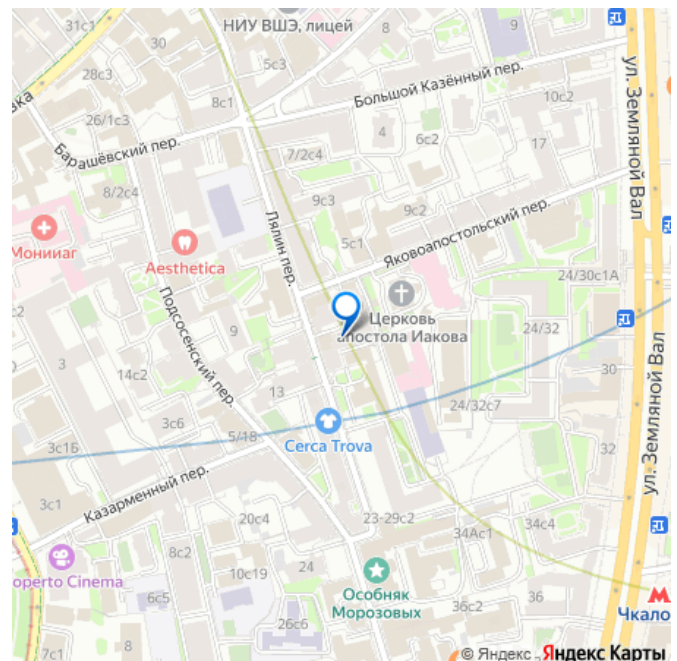 31с1
30
НИУ ВШЭ, лицей
8
9
28с3
5с3
10с2
вка
8с1
Большой Казённый пер.
26/1с3
4
6с2
17
Барашёвский пер.
7/2с4
ул. Земляной Вал
8/2с4
9с3
9с2
Лялин пер.
Яковоапостольский пер.
Мониаг
Aesthetica
5с1
24/30с1А
Подсосенский пер.
9
Церковь
апостола Иакова
24/32
14с2
13
30
3с6
24/32с7
5/18
Cerca Trova
3с16
32
ул. Земляной Вал
Казарменный пер.
3с1
20с4
23-29с2
34Ас1
34с4
8с2
operto Cinema
10с19
24
Особняк
Морозовых
36с2
36
Чкало
6с5
26с6
7с1
8
© Яндекс
Яндекс Карты